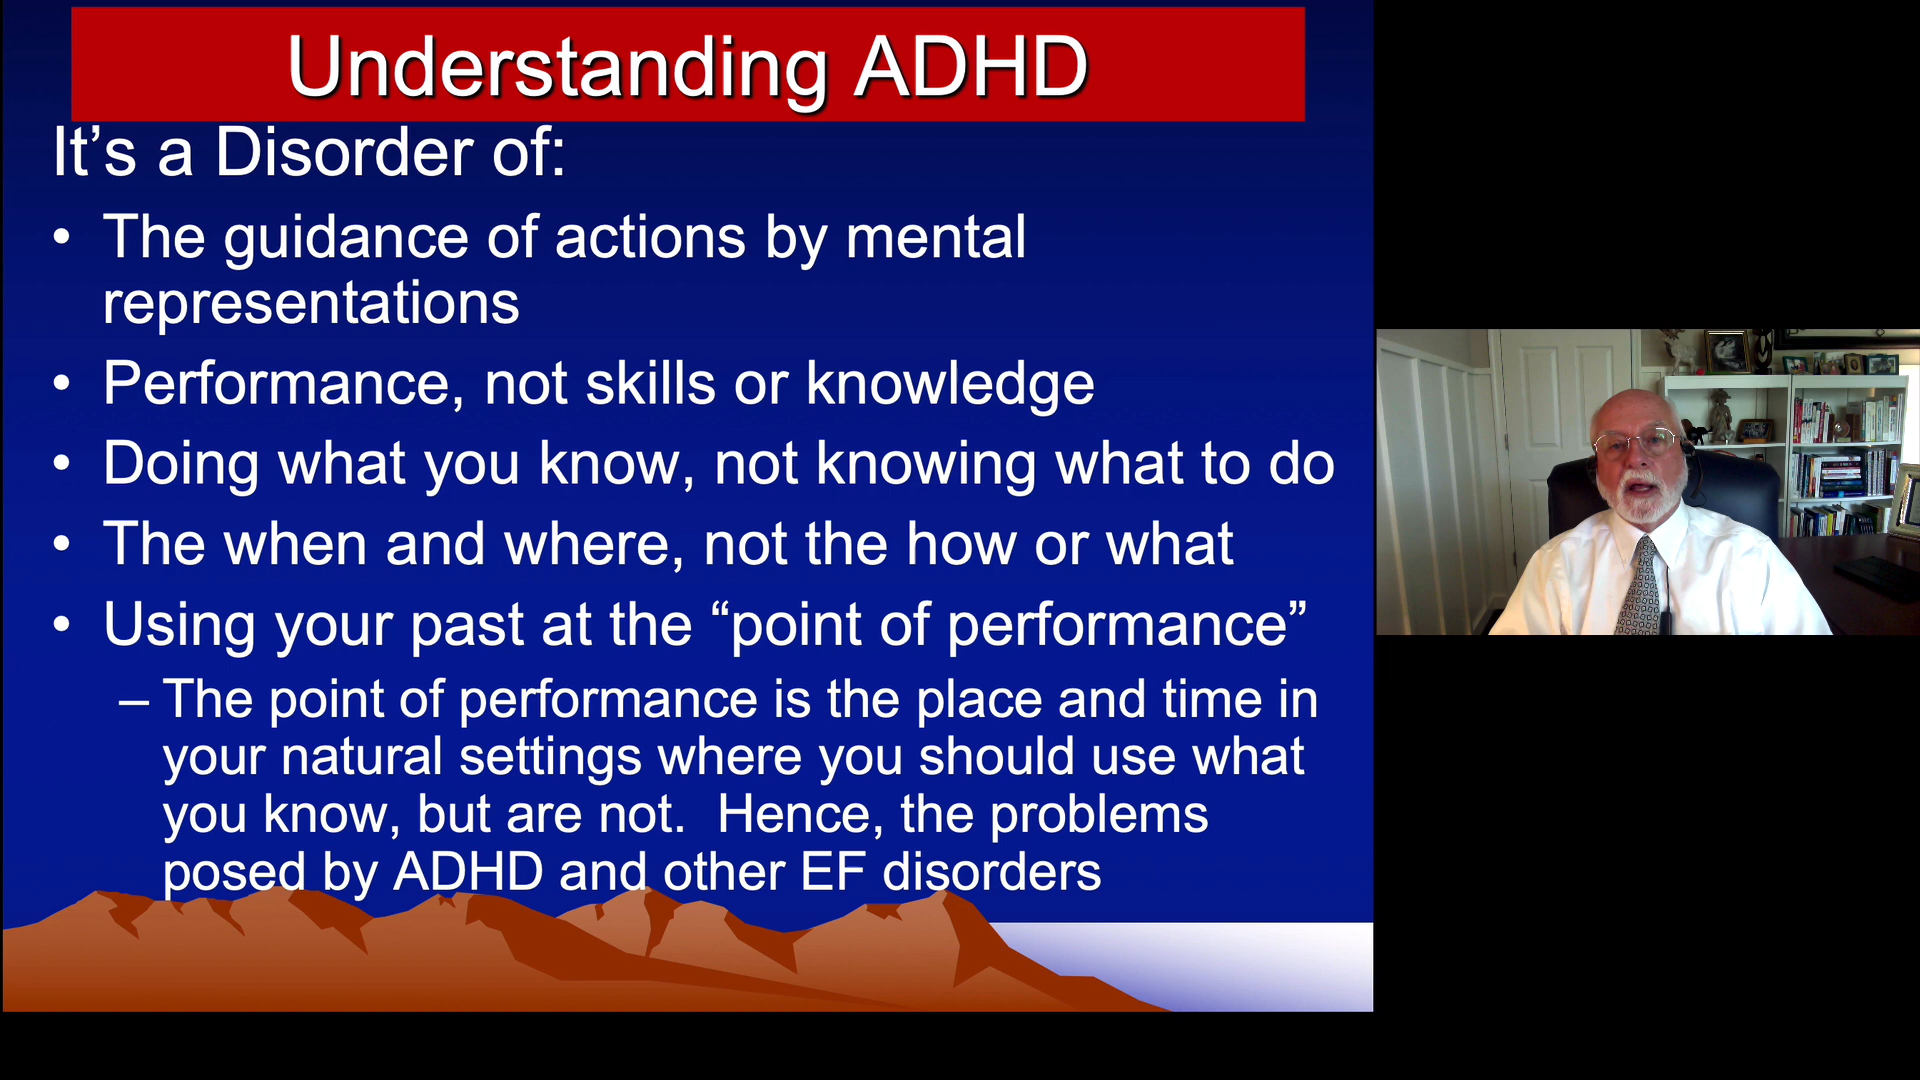 Understanding ADHD
It’s a Disorder of:
• The guidance of actions by mental
representations
• Performance, not skills or knowledge
• Doing what you know, not knowing what to do
• The when and where, not the how or what
• Using your past at the “point of performance”
– The point of performance is the place and time in
your natural settings where you should use what
you know, but are not.  Hence, the problems
posed by ADHD and other EF disorders